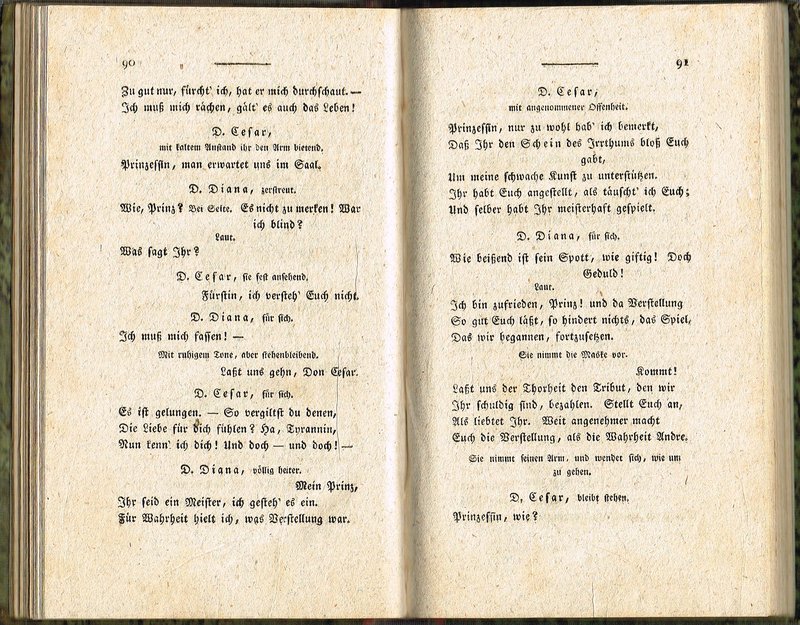 90
Zu gut nur, fürcht' ich, hat er mich durchschaut. —
Ich muß mich rächen, gält' es auch das Leben!
D. Cesar,
mit kaltem Anstand ihr den Arm bietend.
Prinzessin, man erwartet uns im Saal.
D. Diana, zerstreut.
Wie, Prinz? Bei Seite. Es nicht zu merken! War
ich blind?
Laut.
Was sagt Ihr?
D. Cesar, sie fest ansehend.
Fürstin, ich versteh' Euch nicht.
D. Diana, für sich.
Ich muß mich fassen! —
Mit ruhigem Tone, aber stehenbleibend.
Laßt uns gehn, Don Cesar.
D. Cesar, für sich.
Es ist gelungen. — So vergiltst du denen,
Die Liebe für dich fühlen? Ha, Tyrannin,
Nun kenn' ich dich! Und doch — und doch! —
D. Diana, völlig heiter.
Mein Prinz,
Ihr seid ein Meister, ich gesteh' es ein.
Für Wahrheit hielt ich, was Verstellung war.
91
D. Cesar,
mit angenommener Offenheit.
Prinzessin, nur zu wohl hab' ich bemerkt,
Daß Ihr den Schein des Irrthums bloß Euch
gabt,
Um meine schwache Kunst zu unterstützen.
Ihr habt Euch angestellt, als täuscht' ich Euch;
Und selber habt Ihr meisterhaft gespielt.
D. Diana, für sich.
Wie beißend ist sein Spott, wie giftig! Doch
Geduld!
Laut.
Ich bin zufrieden, Prinz! und da Verstellung
So gut Euch läßt, so hindert nichts, das Spiel,
Das wir begannen, fortzusetzen.
Sie nimmt die Maske vor.
Kommt!
Laßt uns der Thorheit den Tribut, den wir
Ihr schuldig sind, bezahlen. Stellt Euch an,
Als liebtet Ihr. Weit angenehmer macht
Euch die Verstellung, als die Wahrheit Andre.
Sie nimmt seinen Arm, und wendet sich, wie um
zu gehen.
D. Cesar, bleibt stehen.
Prinzessin, wie?